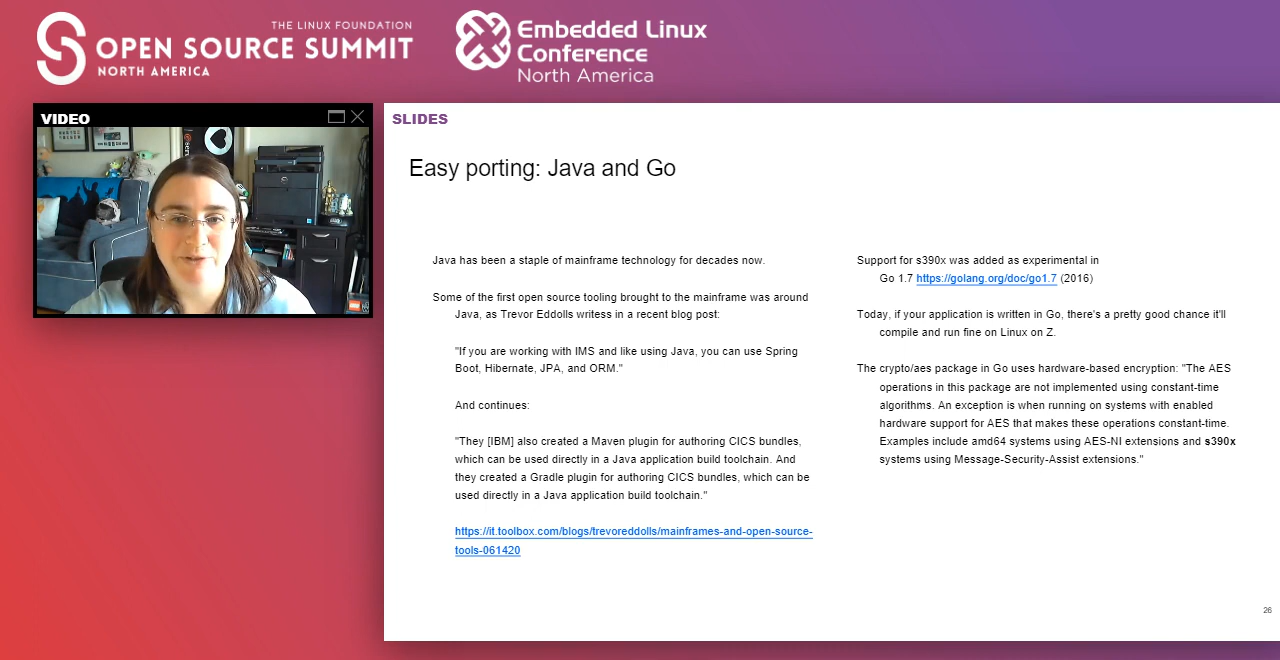 THE LINUX FOUNDATION
OPEN SOURCE SUMMIT
NORTH AMERICA
Embedded Linux
Conference
North America
VIDEO
SLIDES
Easy porting: Java and Go
Java has been a staple of mainframe technology for decades now.
Some of the first open source tooling brought to the mainframe was around
Java, as Trevor Eddolls writess in a recent blog post:
"If you are working with IMS and like using Java, you can use Spring
Boot, Hibernate, JPA, and ORM."
And continues:
"They [IBM] also created a Maven plugin for authoring CICS bundles,
which can be used directly in a Java application build toolchain. And
they created a Gradle plugin for authoring CICS bundles, which can be
used directly in a Java application build toolchain."
https://it.toolbox.com/blogs/trevoreddolls/mainframes-and-open-source-
tools-061420
Support for s390x was added as experimental in
Go 1.7 https://golang.org/doc/go1.7 (2016)
Today, if your application is written in Go, there's a pretty good chance it'll
compile and run fine on Linux on Z.
The crypto/aes package in Go uses hardware-based encryption: "The AES
operations in this package are not implemented using constant-time
algorithms. An exception is when running on systems with enabled
hardware support for AES that makes these operations constant-time.
Examples include amd64 systems using AES-NI extensions and s390x
systems using Message-Security-Assist extensions."
26